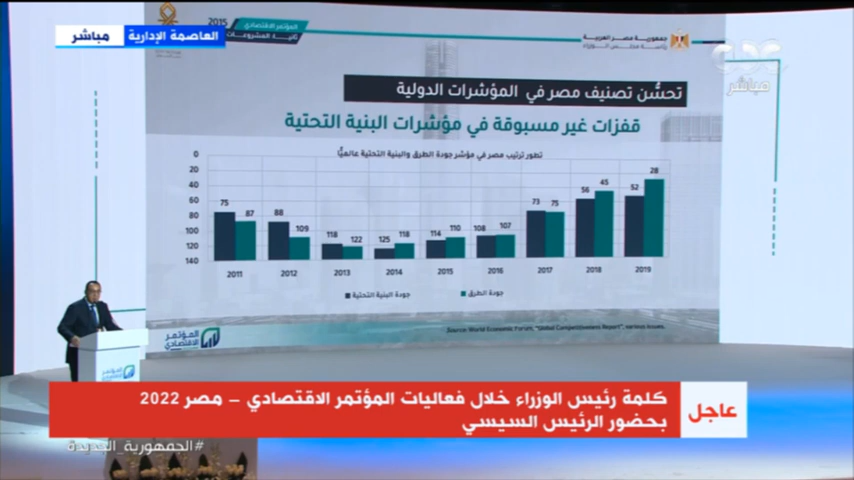 مباشر
العاصمة الإدارية
المؤتمر الاقتصادي
2015
جمهورية مصر العربية
رئاسة مجلس الوزراء
cbc
مباشر
تحسُّن تصنيف مصر في المؤشرات الدولية
قفزات غير مسبوقة في مؤشرات البنية التحتية
تطور ترتيب مصر في مؤشر جودة الطرق والبنية التحتية عالميًا
0
20
40
60
80
100
120
140
75 87 88 109 118 122 125 118 114 110 108 107 73 75 56 45 52 28
2011 2012 2013 2014 2015 2016 2017 2018 2019
جودة الطرق
جودة البنية التحتية
Source: World Economic Forum, "Global Competitiveness Report", various issues.
المؤتمر
الاقتصادي
المؤتمر
الاقتصادي
عاجل
كلمة رئيس الوزراء خلال فعاليات المؤتمر الاقتصادي – مصر 2022
بحضور الرئيس السيسي
#الجمهورية_الجديدة